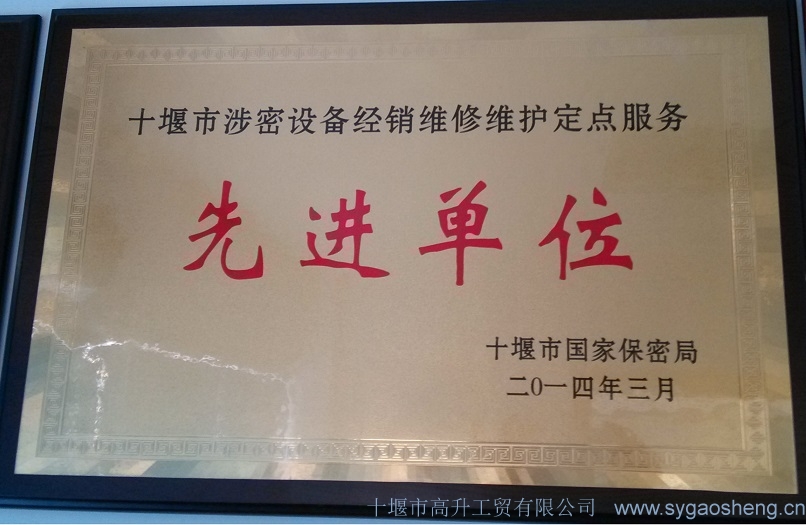 十堰市涉密设备经销维修维护定点服务
先进单位
十堰市国家保密局
二〇一四年三月
十堰市高升工贸有限公司 www.sygaosheng.cn